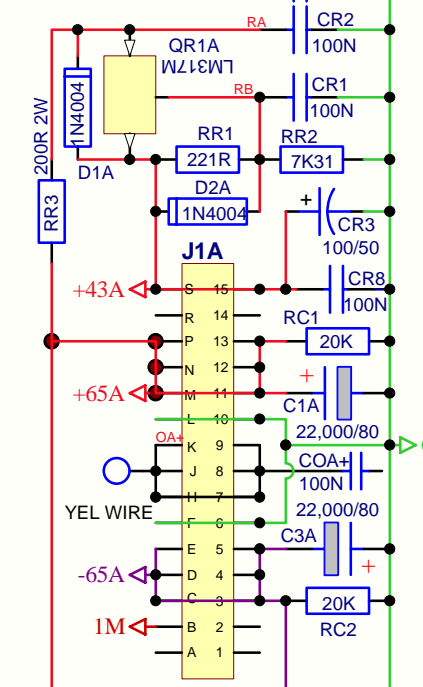 RA
CR2
100N
QR1A
LM317M
RB
CR1
100N
1N4004
200R 2W
RR1
221R
RR2
7K31
D1A
D2A
1N4004
RR3
+
CR3
100/50
J1A
+43A
S 15
CR8
100N
R 14
RC1
P 13
20K
N 12
+
+65A
M 11
C1A
L 10
22,000/80
OA+
K 9
J 8
COA+
100N
H 7
YEL WIRE
22,000/80
F 6
C3A
E 5
+
-65A
D 4
C 3
20K
1M
B 2
RC2
A 1